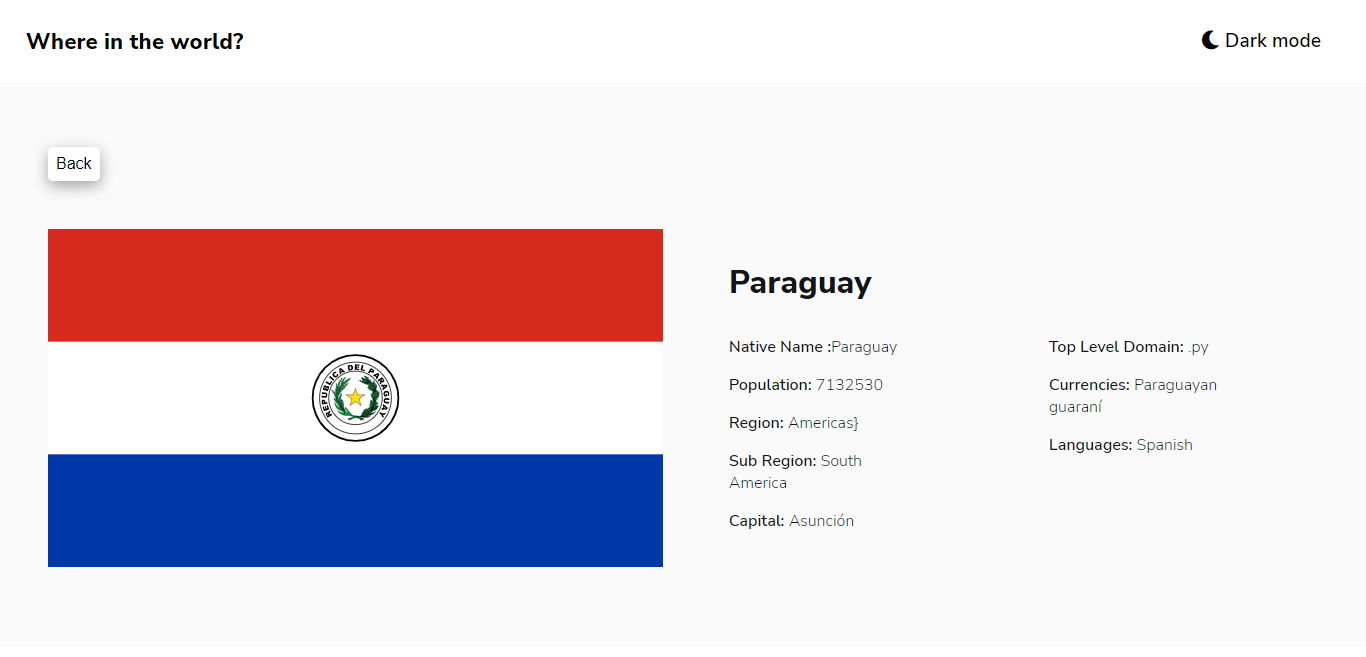 Where in the world?
Dark mode
Back
REPUBLICA DEL PARAGUAY
Paraguay
Native Name :Paraguay
Population: 7132530
Region: Americas}
Sub Region: South
America
Capital: Asunción
Top Level Domain: .py
Currencies: Paraguayan
guaraní
Languages: Spanish